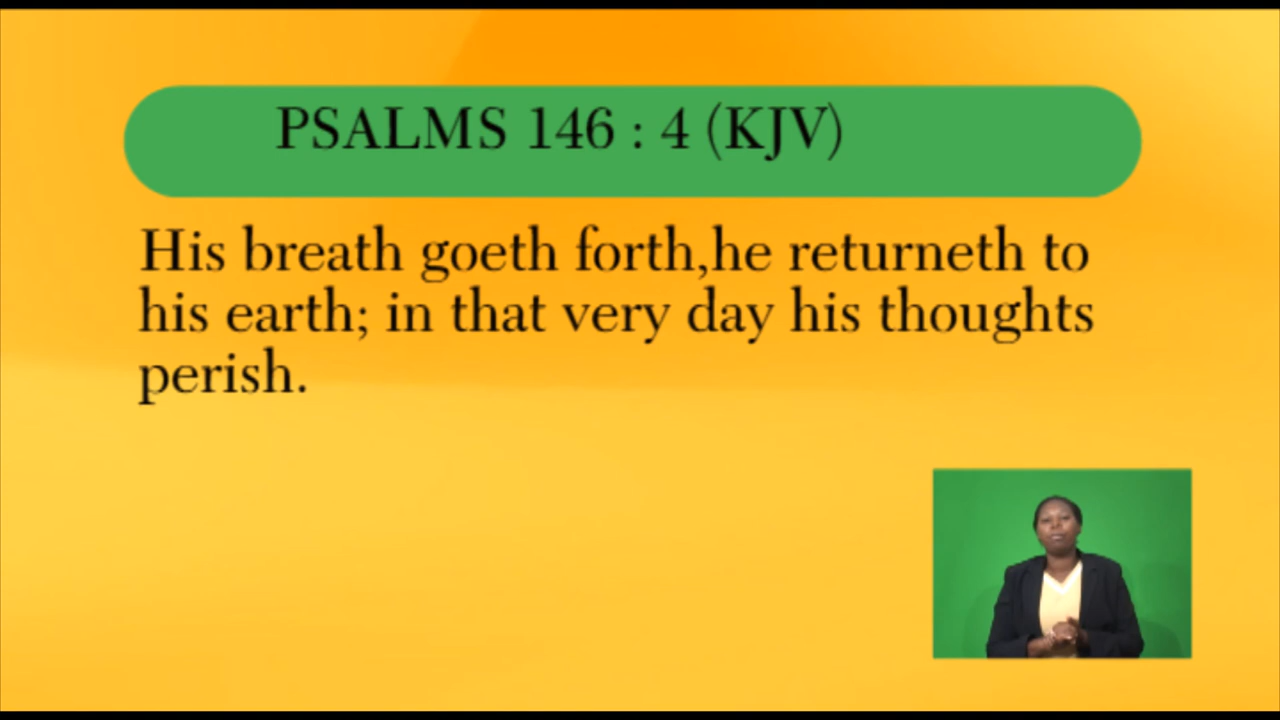 PSALMS 146 : 4 (KJV)
His breath goeth forth,he returneth to
his earth; in that very day his thoughts
perish.